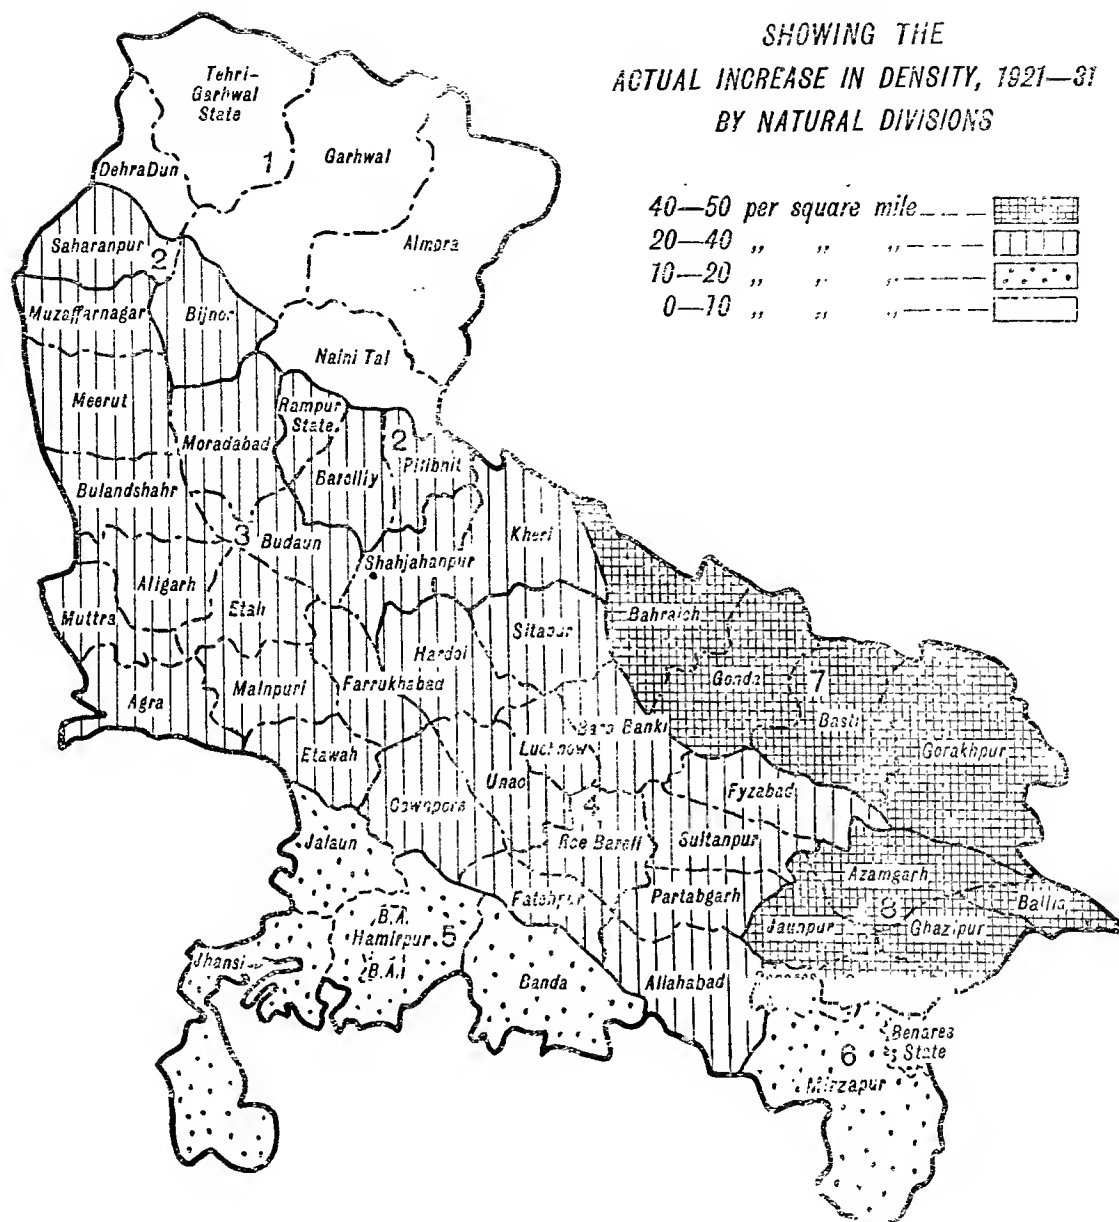 SHOWING THE
ACTUAL INCREASE IN DENSITY, 1921—31
BY NATURAL DIVISIONS
40—50 per square mile
20—40 „ „ „
10—20 „ „ „
0—10 „ „ „
Tehri-
Garhwal
State
1
Garhwal
Dehra Dun
Almora
Saharanpur
2
Muzaffarnagar
Bijnor
Naini Tal
Meerut
Rampur
State
Moradabad
2
Pilibhit
Bareilly
Bulandshahr
3
Budaun
Kheri
Shahjahanpur
Aligarh
Muttra
Etah
Bahraich
Sitapur
Hardoi
Gonda
7
Mainpuri
Farrukhabad
Agra
Basti
Bara Banki
Gorakhpur
Etawah
Lucknow
Unao
Fyzabad
Cawnpore
4
Jalaun
Rae Bareli
Sultanpur
Azamgarh
Fatehpur
Partabgarh
Ballia
B.A.
Hamirpur
5
8
Jaunpur
Ghazipur
Jhansi
B.A.
Banda
Allahabad
Benares
Benares
State
6
Mirzapur